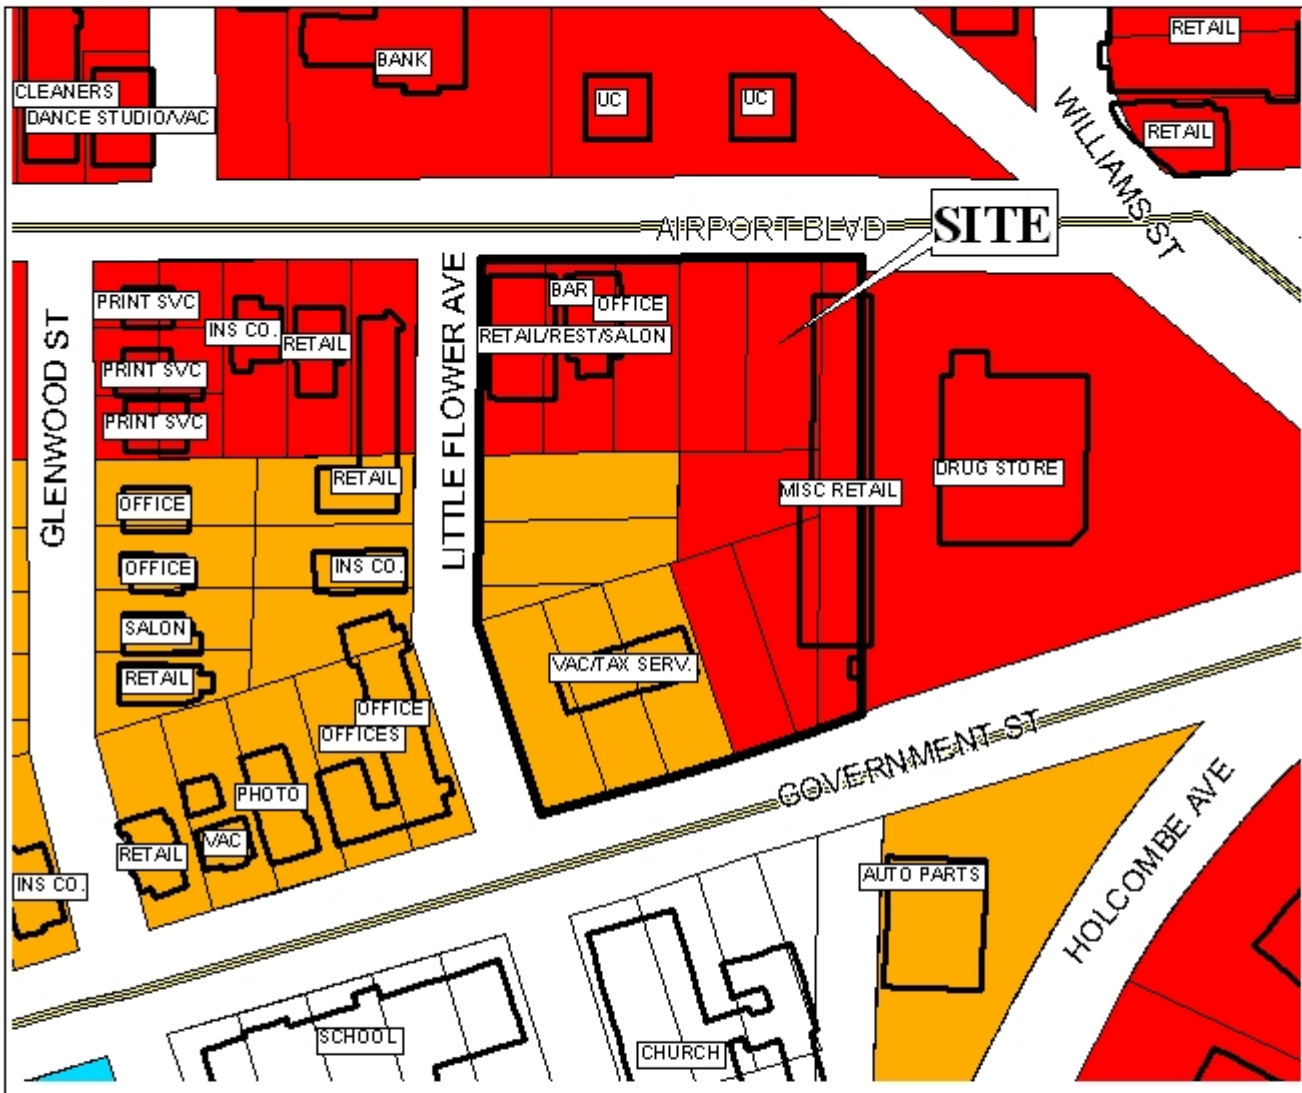 RETAIL
BANK
CLEANERS
UC
UC
DANCE STUDIO/VAC
RETAIL
WILLIAMS ST
AIRPORT BLVD
SITE
PRINT SVC
INS CO.
RETAIL
BAR
OFFICE
RETAIL/REST/SALON
PRINT SVC
PRINT SVC
GLENWOOD ST
LITTLE FLOWER AVE
RETAIL
DRUG STORE
MISC RETAIL
OFFICE
OFFICE
INS CO.
SALON
VAC/TAX SERV.
RETAIL
OFFICE
OFFICES
GOVERNMENT ST
PHOTO
VAC
RETAIL
INS CO.
AUTO PARTS
HOLCOMBE AVE
SCHOOL
CHURCH